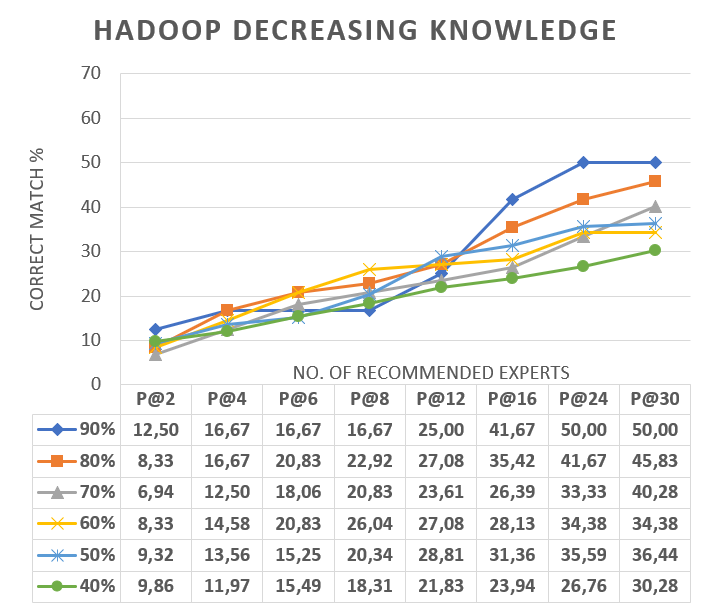 HADOOP DECREASING KNOWLEDGE
70
60
50
40
30
20
10
0
CORRECT MATCH %
NO. OF RECOMMENDED EXPERTS
P@2 P@4 P@6 P@8 P@12 P@16 P@24 P@30
90% 12,50 16,67 16,67 16,67 25,00 41,67 50,00 50,00
80% 8,33 16,67 20,83 22,92 27,08 35,42 41,67 45,83
70% 6,94 12,50 18,06 20,83 23,61 26,39 33,33 40,28
60% 8,33 14,58 20,83 26,04 27,08 28,13 34,38 34,38
50% 9,32 13,56 15,25 20,34 28,81 31,36 35,59 36,44
40% 9,86 11,97 15,49 18,31 21,83 23,94 26,76 30,28